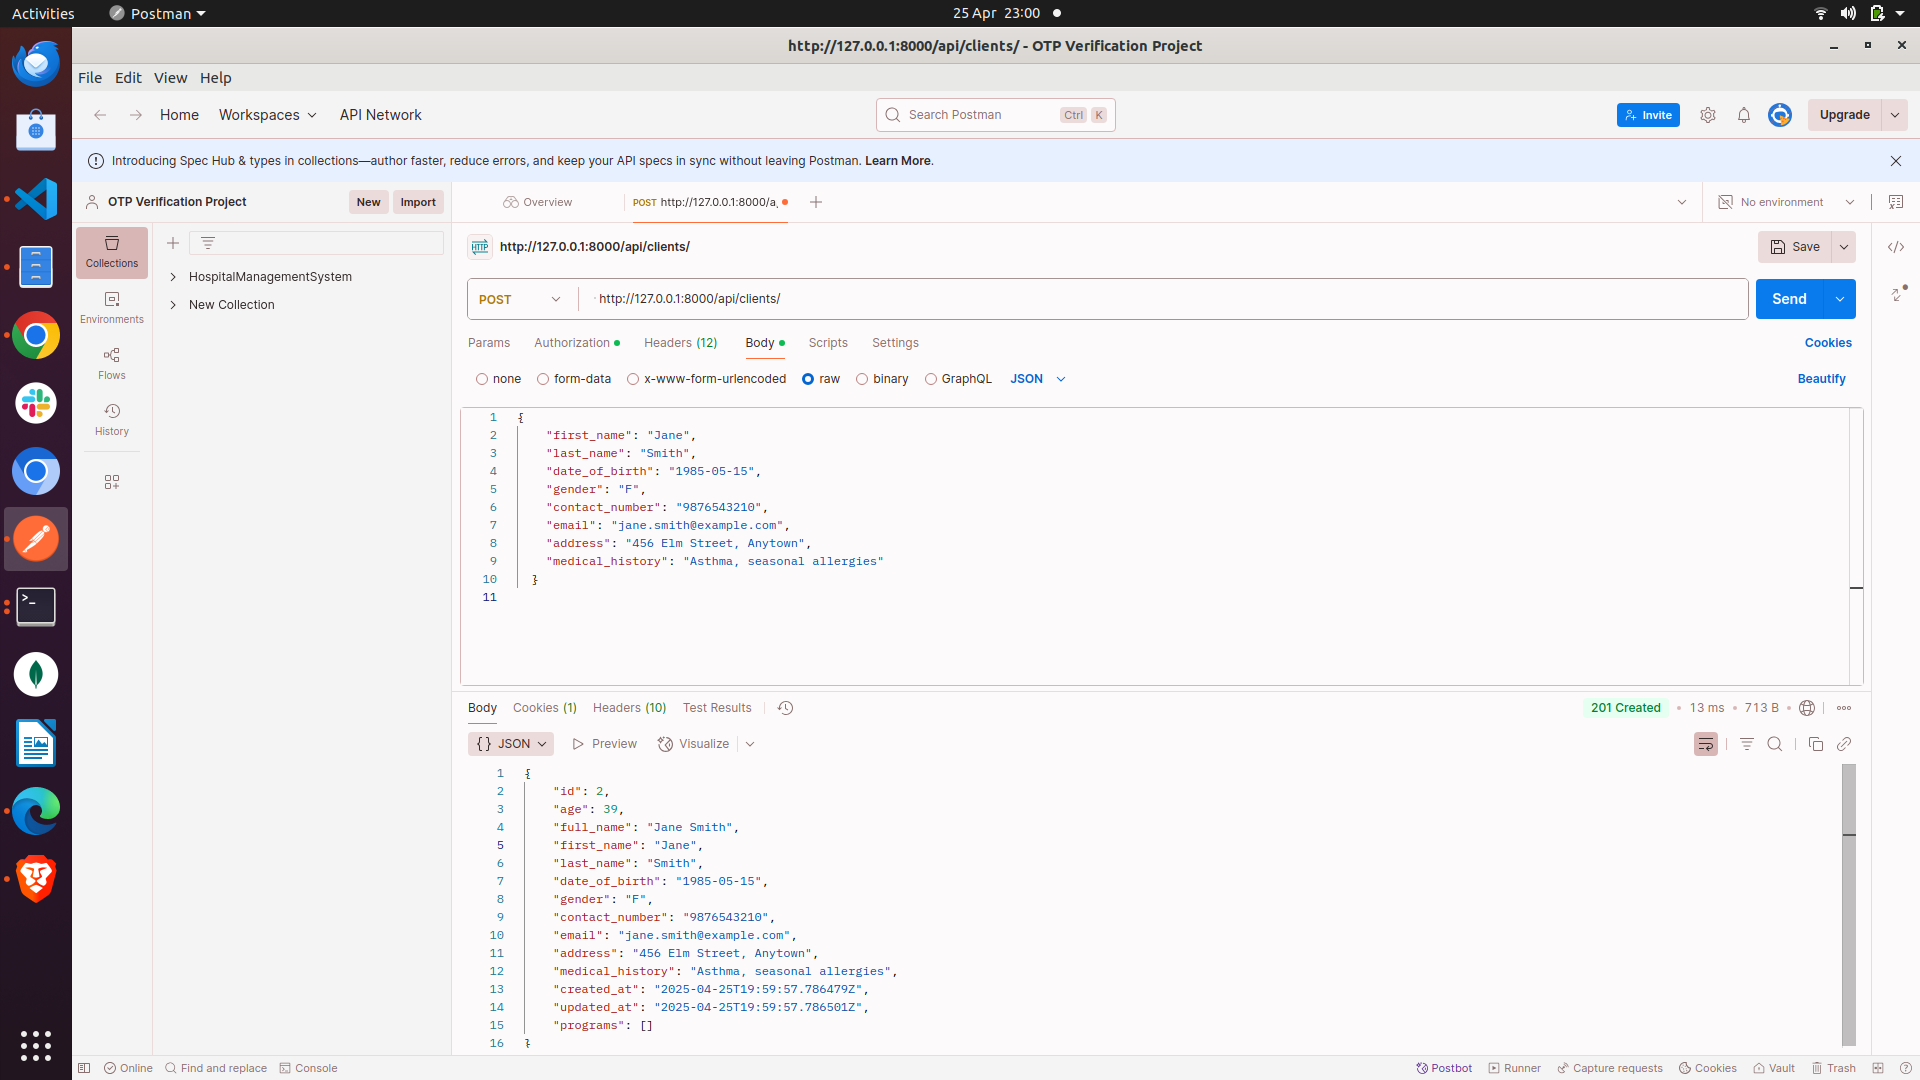 Activities Postman 25 Apr 23:00
http://127.0.0.1:8000/api/clients/ - OTP Verification Project
File Edit View Help
Home Workspaces API Network Search Postman Ctrl K Invite Upgrade
Introducing Spec Hub & types in collections—author faster, reduce errors, and keep your API specs in sync without leaving Postman. Learn More.
OTP Verification Project New Import Overview POST http://127.0.0.1:8000/a No environment
Collections
Environments
Flows
History
HospitalManagementSystem
New Collection
HTTP http://127.0.0.1:8000/api/clients/ Save
POST http://127.0.0.1:8000/api/clients/ Send
Params Authorization Headers (12) Body Scripts Settings Cookies
none form-data x-www-form-urlencoded raw binary GraphQL JSON Beautify
1 {
2 "first_name": "Jane",
3 "last_name": "Smith",
4 "date_of_birth": "1985-05-15",
5 "gender": "F",
6 "contact_number": "9876543210",
7 "email": "jane.smith@example.com",
8 "address": "456 Elm Street, Anytown",
9 "medical_history": "Asthma, seasonal allergies"
10 }
11
Body Cookies (1) Headers (10) Test Results 201 Created • 13 ms • 713 B •
{} JSON Preview Visualize
1 {
2 "id": 2,
3 "age": 39,
4 "full_name": "Jane Smith",
5 "first_name": "Jane",
6 "last_name": "Smith",
7 "date_of_birth": "1985-05-15",
8 "gender": "F",
9 "contact_number": "9876543210",
10 "email": "jane.smith@example.com",
11 "address": "456 Elm Street, Anytown",
12 "medical_history": "Asthma, seasonal allergies",
13 "created_at": "2025-04-25T19:59:57.786479Z",
14 "updated_at": "2025-04-25T19:59:57.786501Z",
15 "programs": []
16 }
Online Find and replace Console Postbot Runner Capture requests Cookies Vault Trash